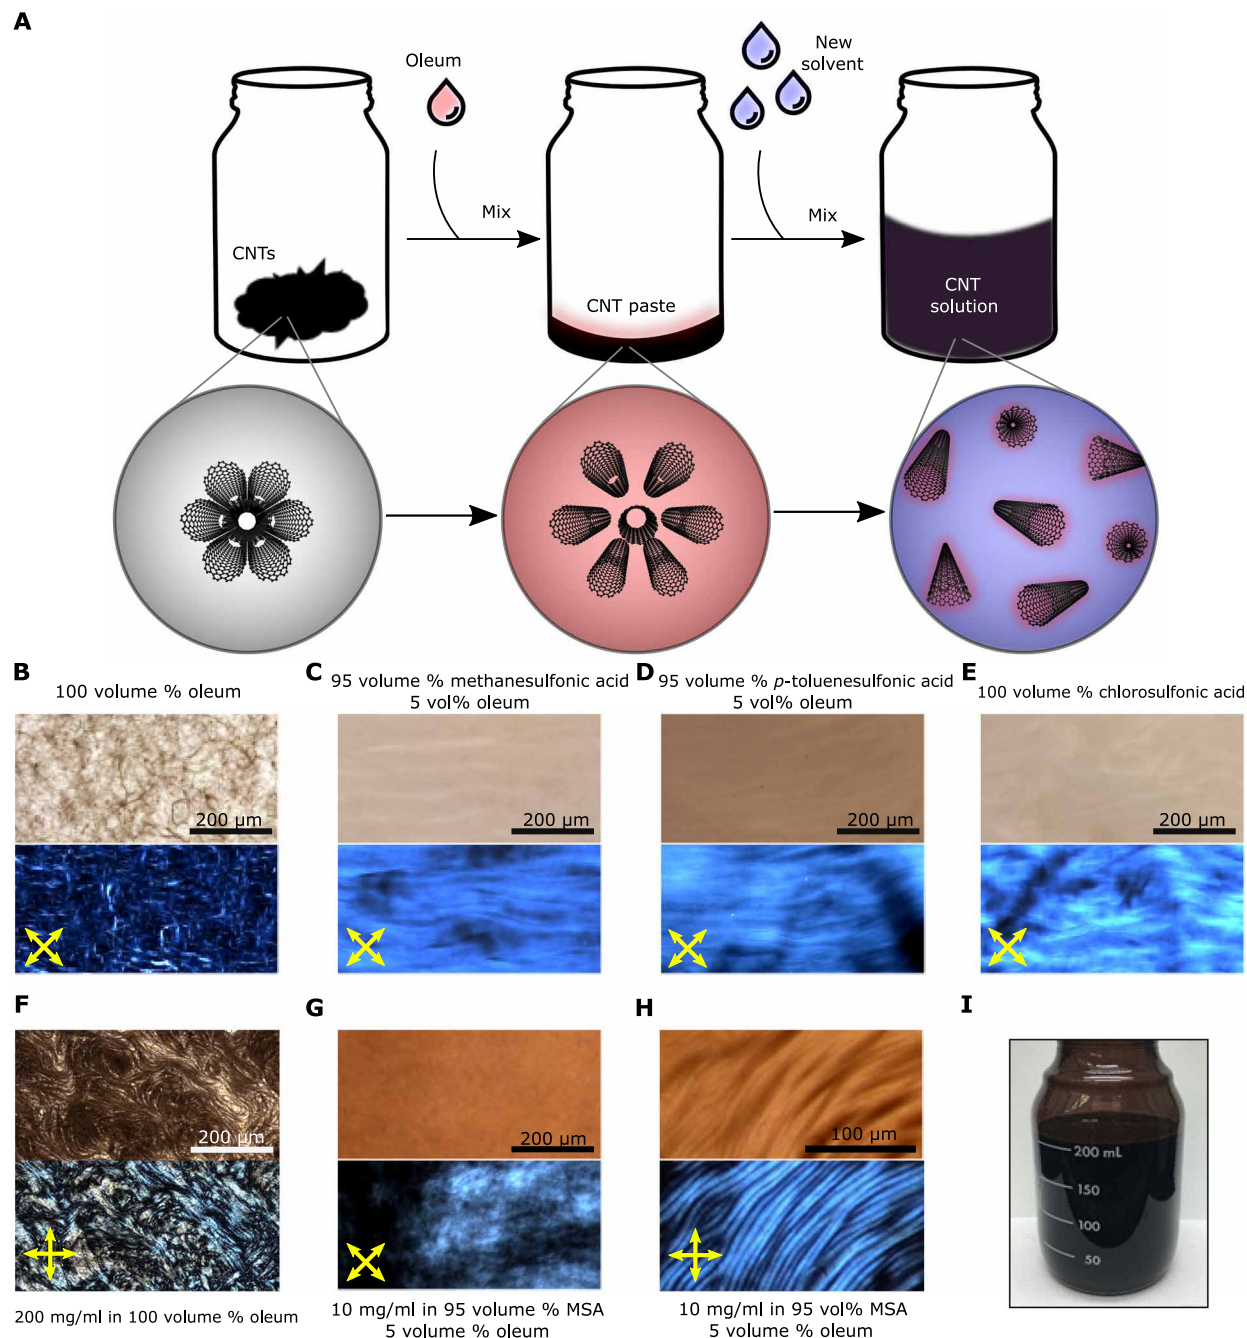 A
Oleum
New
solvent
Mix
Mix
CNTs
CNT paste
CNT
solution
B
100 volume % oleum
200 µm
C
95 volume % methanesulfonic acid
5 vol% oleum
200 µm
D
95 volume % p-toluenesulfonic acid
5 vol% oleum
200 µm
E
100 volume % chlorosulfonic acid
200 µm
F
200 µm
200 mg/ml in 100 volume % oleum
G
200 µm
10 mg/ml in 95 volume % MSA
5 volume % oleum
H
100 µm
10 mg/ml in 95 vol% MSA
5 volume % oleum
I
200 mL
150
100
50